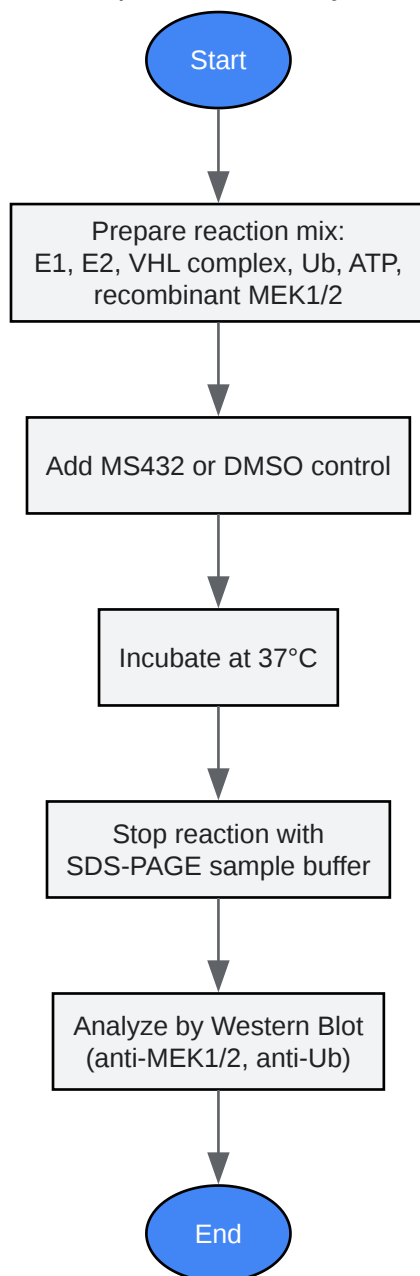 Start
Prepare reaction mix:
E1, E2, VHL complex, Ub, ATP,
recombinant MEK1/2
Add MS432 or DMSO control
Incubate at 37°C
Stop reaction with
SDS-PAGE sample buffer
Analyze by Western Blot
(anti-MEK1/2, anti-Ub)
End